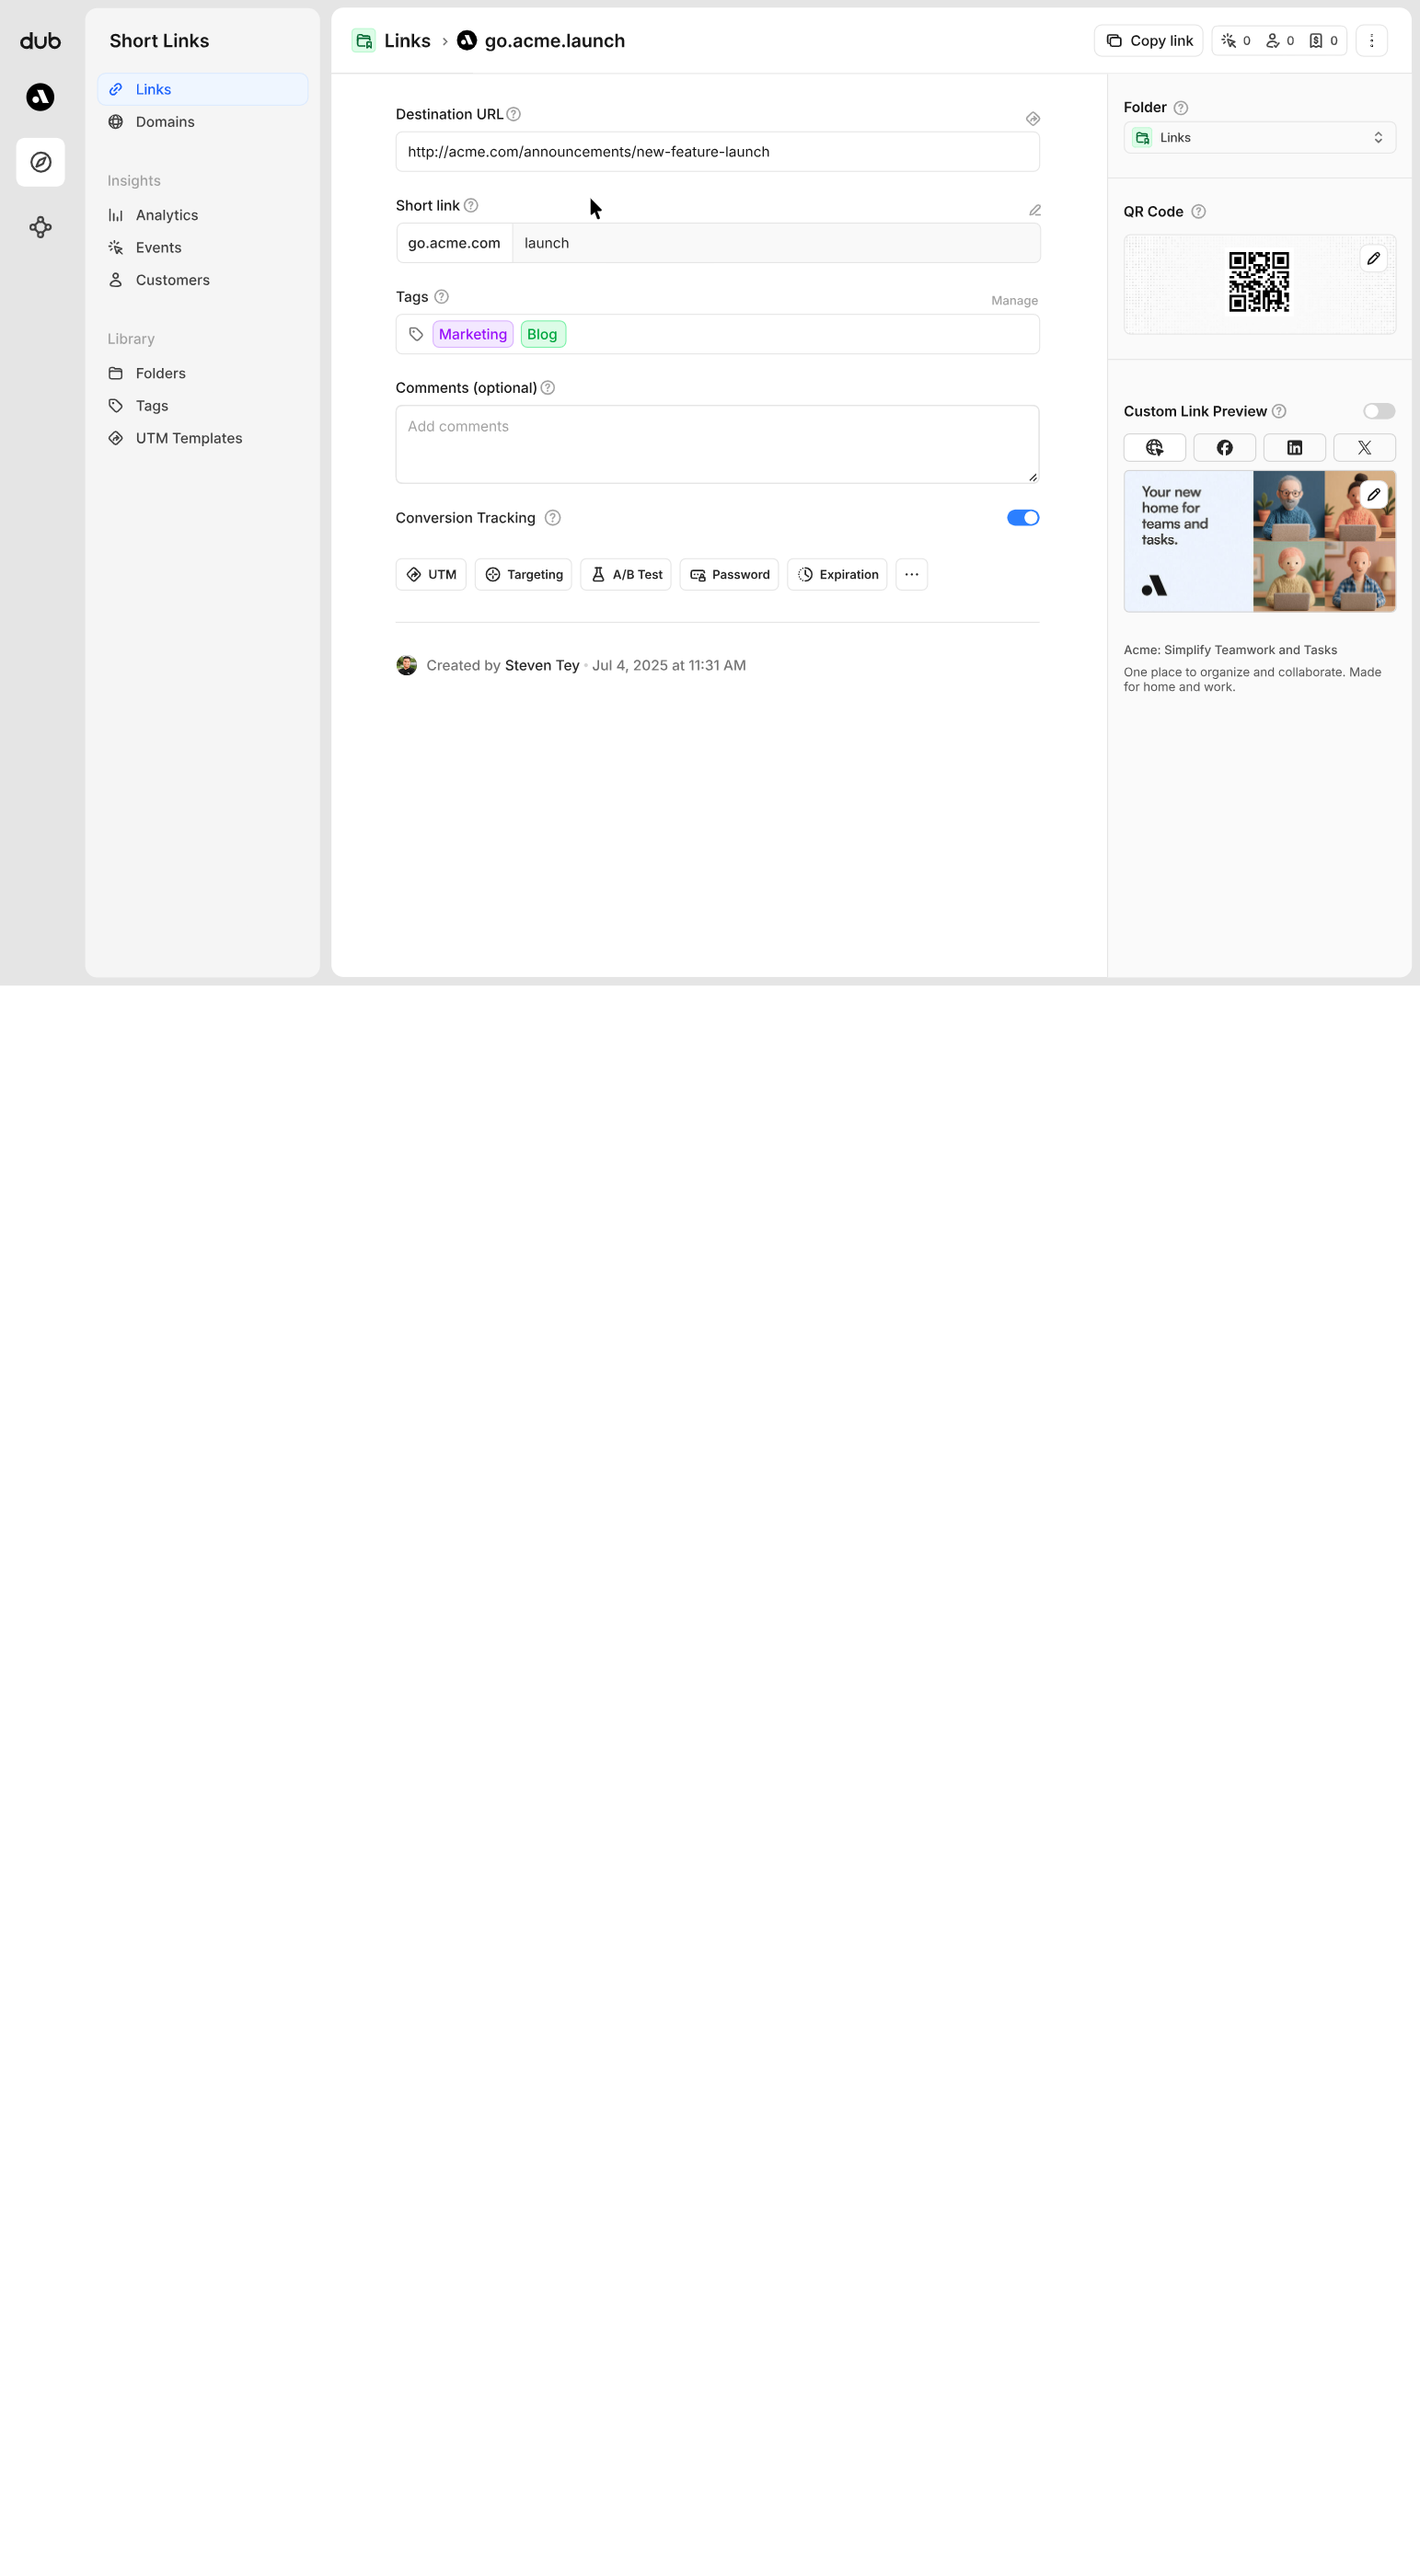 dub
Short Links
Links
Domains
Insights
Analytics
Events
Customers
Library
Folders
Tags
UTM Templates
Links › go.acme.launch
Copy link
0 0 0
Destination URL
http://acme.com/announcements/new-feature-launch
Short link
go.acme.com launch
Tags
Manage
Marketing Blog
Comments (optional)
Add comments
Conversion Tracking
UTM Targeting A/B Test Password Expiration
Created by Steven Tey • Jul 4, 2025 at 11:31 AM
Folder
Links
QR Code
Custom Link Preview
Your new
home for
teams and
tasks.
Acme: Simplify Teamwork and Tasks
One place to organize and collaborate. Made
for home and work.